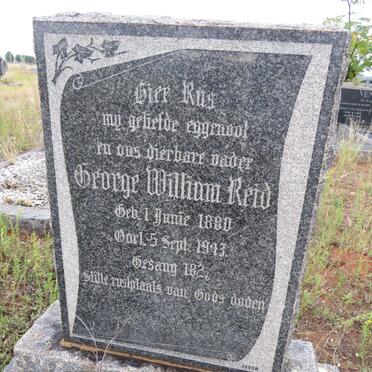 Hier Rus
my geliefde eggenoot
en ons dierbare vader
George William Reid
Geb. 1 Junie 1880
Oorl. 5 Sept. 1943.
Gesang 182:
Stille rusplaats van Gods doden